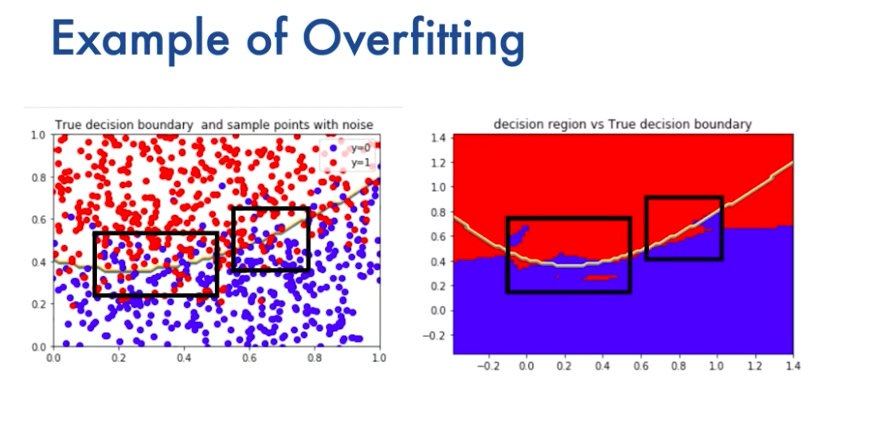 Example of Overfitting
True decision boundary and sample points with noise
y=0
y=1
1.0
0.8
0.6
0.4
0.2
0.0
0.0 0.2 0.4 0.6 0.8 1.0
decision region vs True decision boundary
1.4
1.2
1.0
0.8
0.6
0.4
0.2
0.0
−0.2
−0.2 0.0 0.2 0.4 0.6 0.8 1.0 1.2 1.4